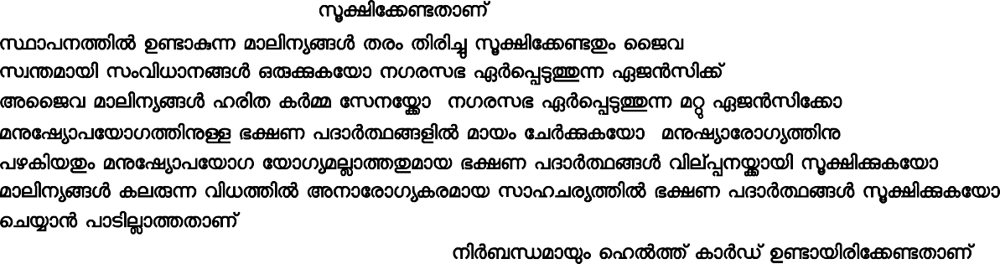 സൂക്ഷിക്കേണ്ടതാണ്
സ്ഥാപനത്തിൽ ഉണ്ടാകുന്ന മാലിന്യങ്ങൾ തരം തിരിച്ചു സൂക്ഷിക്കേണ്ടതും ജൈവ
സ്വന്തമായി സംവിധാനങ്ങൾ ഒരുക്കുകയോ നഗരസഭ ഏർപ്പെടുത്തുന്ന ഏജൻസിക്ക്
അജൈവ മാലിന്യങ്ങൾ ഹരിത കർമ്മ സേനയ്ക്കോ നഗരസഭ ഏർപ്പെടുത്തുന്ന മറ്റു ഏജൻസിക്കോ
മനുഷ്യോപയോഗത്തിനുള്ള ഭക്ഷണ പദാർത്ഥങ്ങളിൽ മായം ചേർക്കുകയോ മനുഷ്യാരോഗ്യത്തിനു
പഴകിയതും മനുഷ്യോപയോഗ യോഗ്യമല്ലാത്തതുമായ ഭക്ഷണ പദാർത്ഥങ്ങൾ വില്പ്പനയ്ക്കായി സൂക്ഷിക്കുകയോ
മാലിന്യങ്ങൾ കലരുന്ന വിധത്തിൽ അനാരോഗ്യകരമായ സാഹചര്യത്തിൽ ഭക്ഷണ പദാർത്ഥങ്ങൾ സൂക്ഷിക്കുകയോ
ചെയ്യാൻ പാടില്ലാത്തതാണ്
നിർബന്ധമായും ഹെൽത്ത് കാർഡ് ഉണ്ടായിരിക്കേണ്ടതാണ്